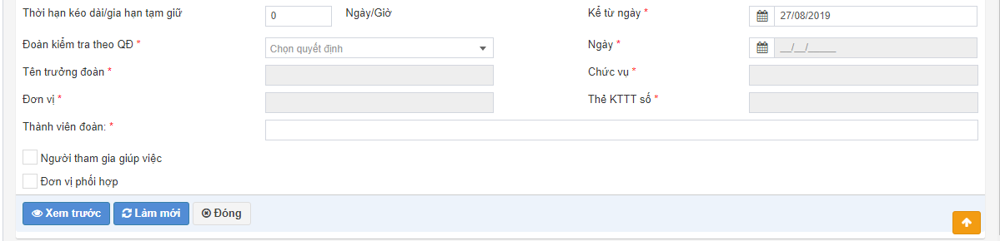 Thời hạn kéo dài/gia hạn tạm giữ 0 Ngày/Giờ Kể từ ngày * 27/08/2019
Đoàn kiểm tra theo QĐ * Chọn quyết định Ngày * __/__/____
Tên trưởng đoàn * Chức vụ *
Đơn vị * Thẻ KTTT số *
Thành viên đoàn: *
Người tham gia giúp việc
Đơn vị phối hợp
Xem trước Làm mới Đóng